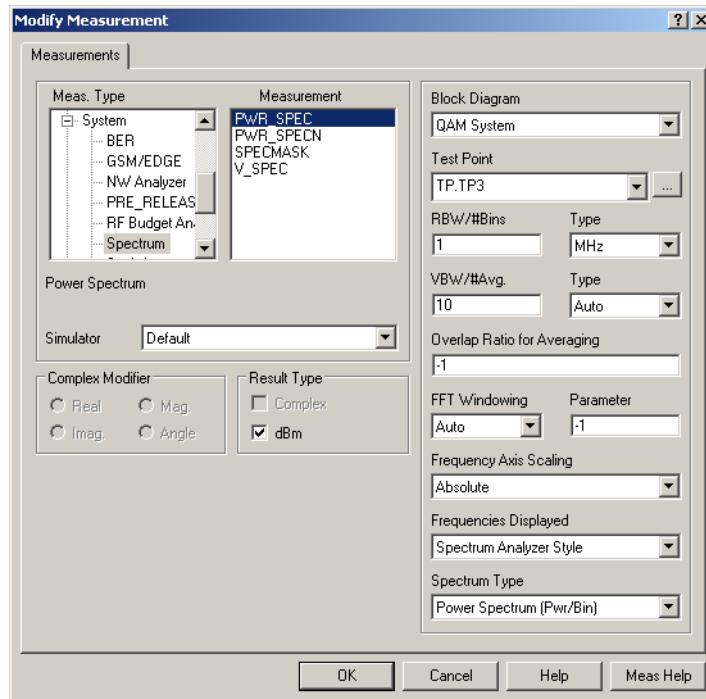 Modify Measurement
Measurements
Meas. Type
System
BER
GSM/EDGE
NW Analyzer
PRE_RELEAS
RF Budget An
Spectrum
Measurement
PWR_SPEC
PWR_SPECN
SPECMASK
V_SPEC
Power Spectrum
Simulator
Default
Complex Modifier
Real
Mag.
Imag.
Angle
Result Type
Complex
dBm
Block Diagram
QAM System
Test Point
TP.TP3
...
RBW/#Bins
Type
1
MHz
VBW/#Avg.
Type
10
Auto
Overlap Ratio for Averaging
-1
FFT Windowing
Parameter
Auto
-1
Frequency Axis Scaling
Absolute
Frequencies Displayed
Spectrum Analyzer Style
Spectrum Type
Power Spectrum (Pwr/Bin)
OK
Cancel
Help
Meas Help